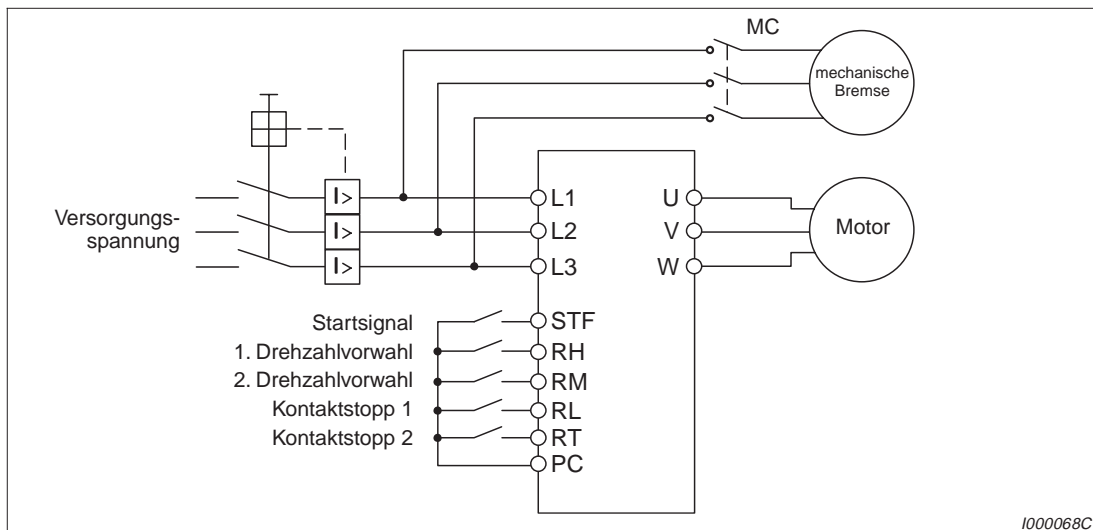 MC
mechanische
Bremse
I>
L1
U
Versorgungs-
spannung
I>
L2
V
Motor
I>
L3
W
Startsignal
STF
1. Drehzahlvorwahl
RH
2. Drehzahlvorwahl
RM
Kontaktstopp 1
RL
Kontaktstopp 2
RT
PC
I000068C